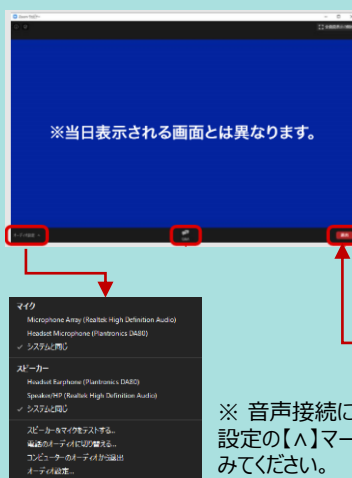 ※当日表示される画面とは異なります。
マイク
Microphone Array (Realtek High Definition Audio)
Headset Microphone (Plantronics DA80)
✓ システムと同じ
スピーカー
Headset Earphone (Plantronics DA80)
Speaker/HP (Realtek High Definition Audio)
✓ システムと同じ
スピーカー&マイクをテストする...
電話のオーディオに切り替える...
コンピューターのオーディオから退出
オーディオ設定...
※ 音声接続に
設定の【∧】マー
みてください。